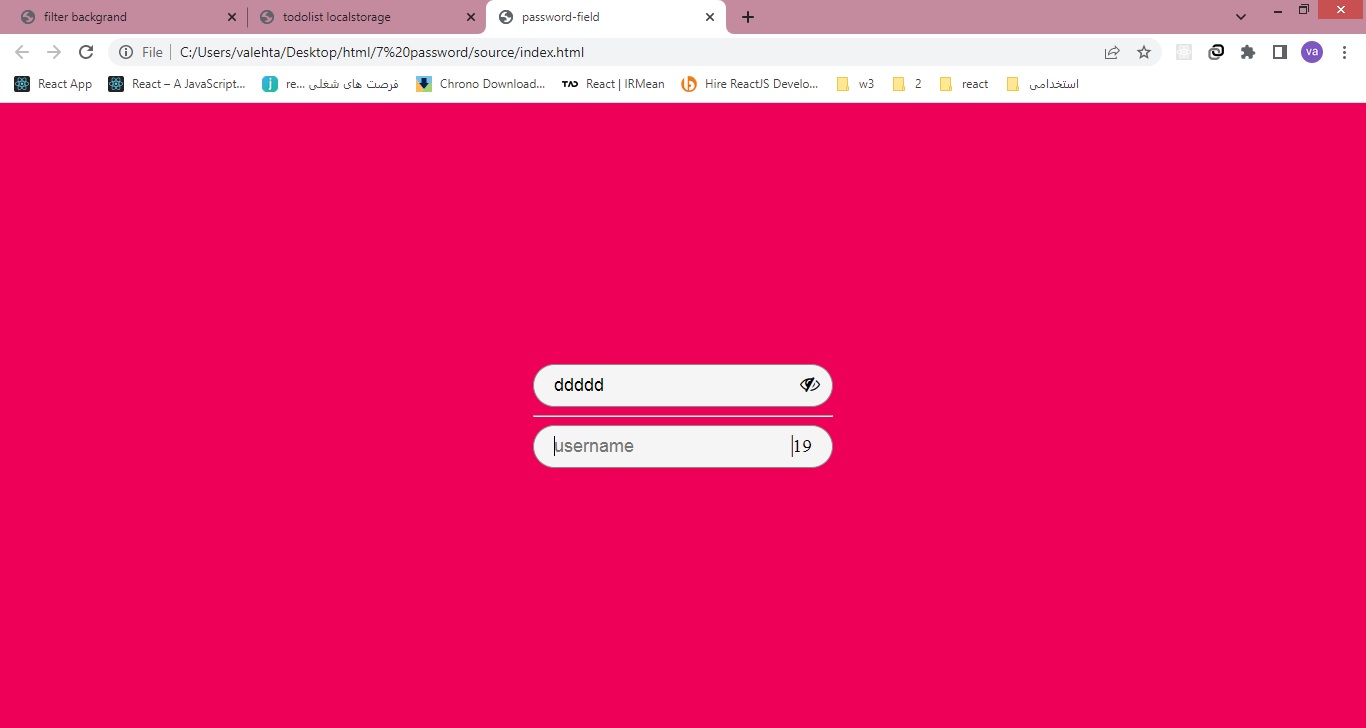 filter backgrand
todolist localstorage
password-field
File
C:/Users/valehta/Desktop/html/7%20password/source/index.html
va
React App
React – A JavaScript...
re... فرصت های شغلی
Chrono Download...
React | IRMean
Hire ReactJS Develo...
w3
2
react
استخدامی
ddddd
username
19